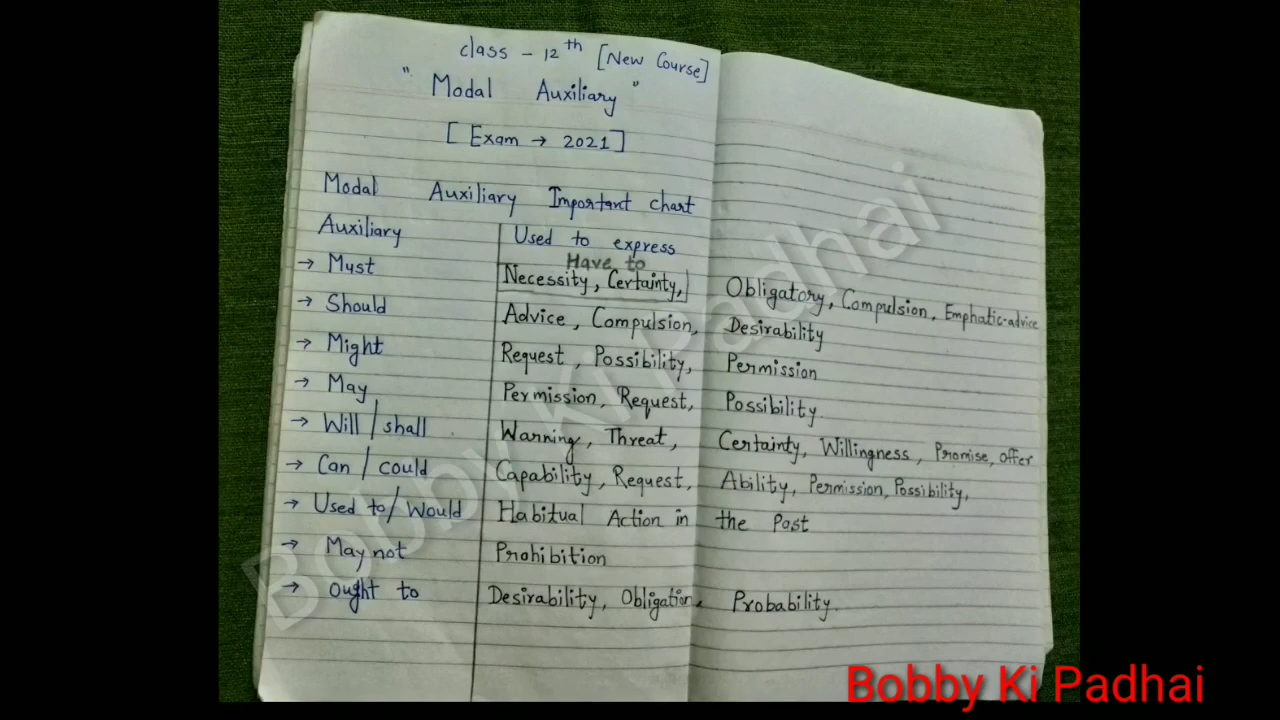 class - 12th [New Course]
" Modal Auxiliary "
[ Exam → 2021 ]
Modal Auxiliary Important chart
Auxiliary Used to express
Have to
→ Must Necessity, Certainty, Obligatory, Compulsion, Emphatic-advice
→ Should Advice, Compulsion, Desirability
→ Might Request, Possibility, Permission
→ May Permission, Request, Possibility.
→ Will / shall Warning, Threat, Certainty, Willingness, Promise, offer
→ Can / could Capability, Request, Ability, Permission, Possibility,
→ Used to / Would Habitual Action in the Past
→ May not Prohibition
→ ought to Desirability, Obligation, Probability.
Bobby Ki Padhai
Bobby Ki Padhai